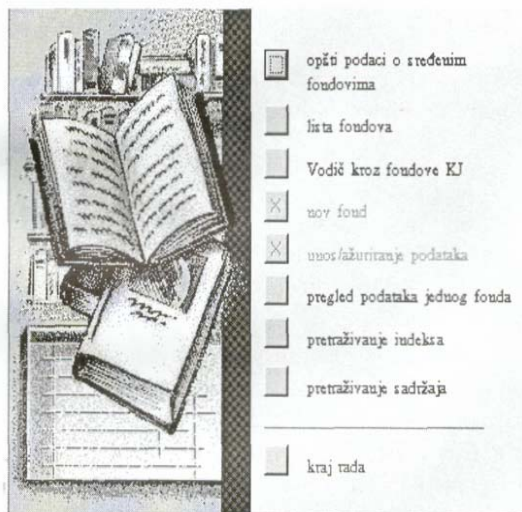 opšti podaci o sređenim
fondovima
lista fondova
Vodič kroz fondove KJ
nov fond
unos/ažuriranje podataka
pregled podataka jednog fonda
pretraživanje indeksa
pretraživanje sadržaja
kraj rada